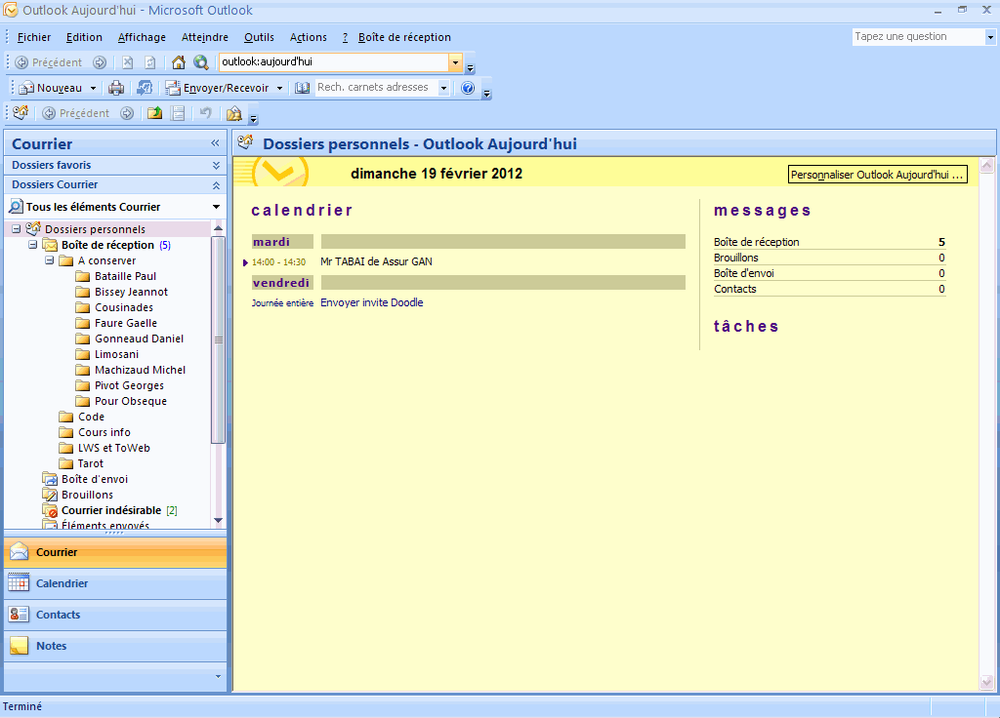 Outlook Aujourd'hui - Microsoft Outlook
Fichier Edition Affichage Atteindre Outils Actions ? Boîte de réception
Tapez une question
Précédent outlook:aujourd'hui
Nouveau Envoyer/Recevoir Rech. carnets adresses
Précédent
Courrier «
Dossiers favoris
Dossiers Courrier
Tous les éléments Courrier
Dossiers personnels
Boîte de réception (5)
A conserver
Bataille Paul
Bissey Jeannot
Cousinades
Faure Gaelle
Gonneaud Daniel
Limosani
Machizaud Michel
Pivot Georges
Pour Obseque
Code
Cours info
LWS et ToWeb
Tarot
Boîte d'envoi
Brouillons
Courrier indésirable [2]
Éléments envoyés
Courrier
Calendrier
Contacts
Notes
Dossiers personnels - Outlook Aujourd'hui
dimanche 19 février 2012
Personnaliser Outlook Aujourd'hui ...
calendrier
mardi
14:00 - 14:30 Mr TABAI de Assur GAN
vendredi
Journée entière Envoyer invite Doodle
messages
Boîte de réception 5
Brouillons 0
Boîte d'envoi 0
Contacts 0
tâches
Terminé